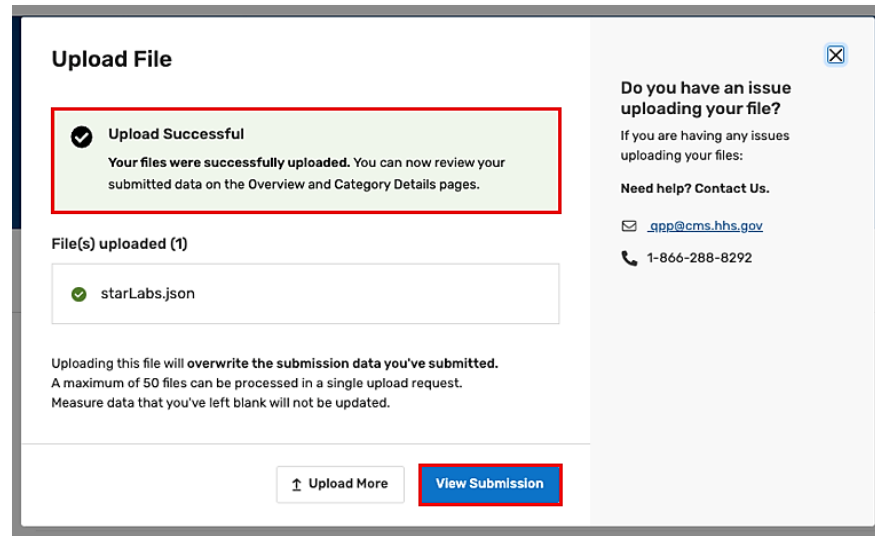 Upload File
Upload Successful
Your files were successfully uploaded. You can now review your
submitted data on the Overview and Category Details pages.
File(s) uploaded (1)
starLabs.json
Uploading this file will overwrite the submission data you've submitted.
A maximum of 50 files can be processed in a single upload request.
Measure data that you've left blank will not be updated.
Upload More
View Submission
Do you have an issue
uploading your file?
If you are having any issues
uploading your files:
Need help? Contact Us.
qpp@cms.hhs.gov
1-866-288-8292